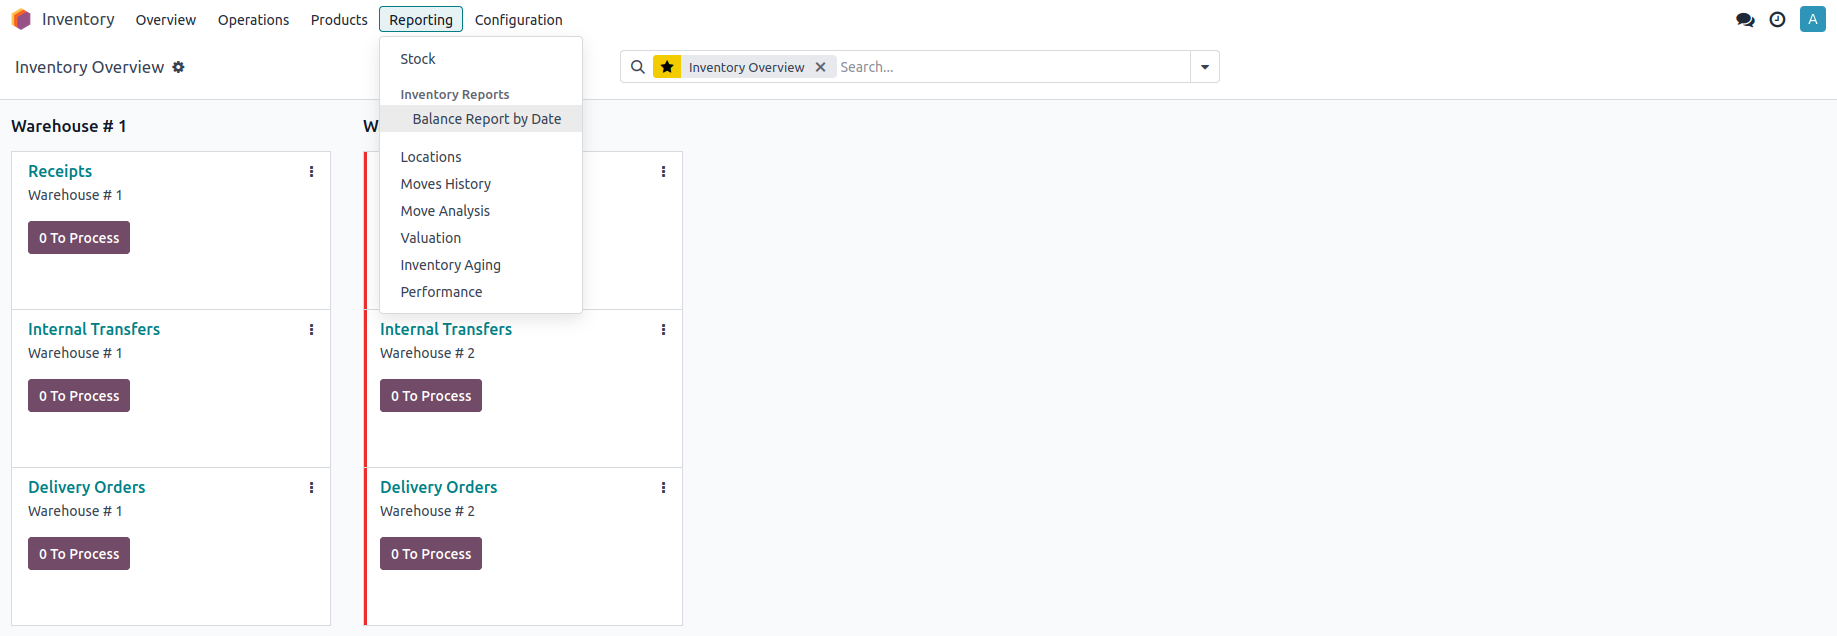 Inventory Overview Operations Products Reporting Configuration A
Inventory Overview Inventory Overview Search...
Stock
Inventory Reports
Balance Report by Date
Locations
Moves History
Move Analysis
Valuation
Inventory Aging
Performance
Warehouse # 1
Receipts
Warehouse # 1
0 To Process
Internal Transfers
Warehouse # 1
0 To Process
Delivery Orders
Warehouse # 1
0 To Process
W
Internal Transfers
Warehouse # 2
0 To Process
Delivery Orders
Warehouse # 2
0 To Process